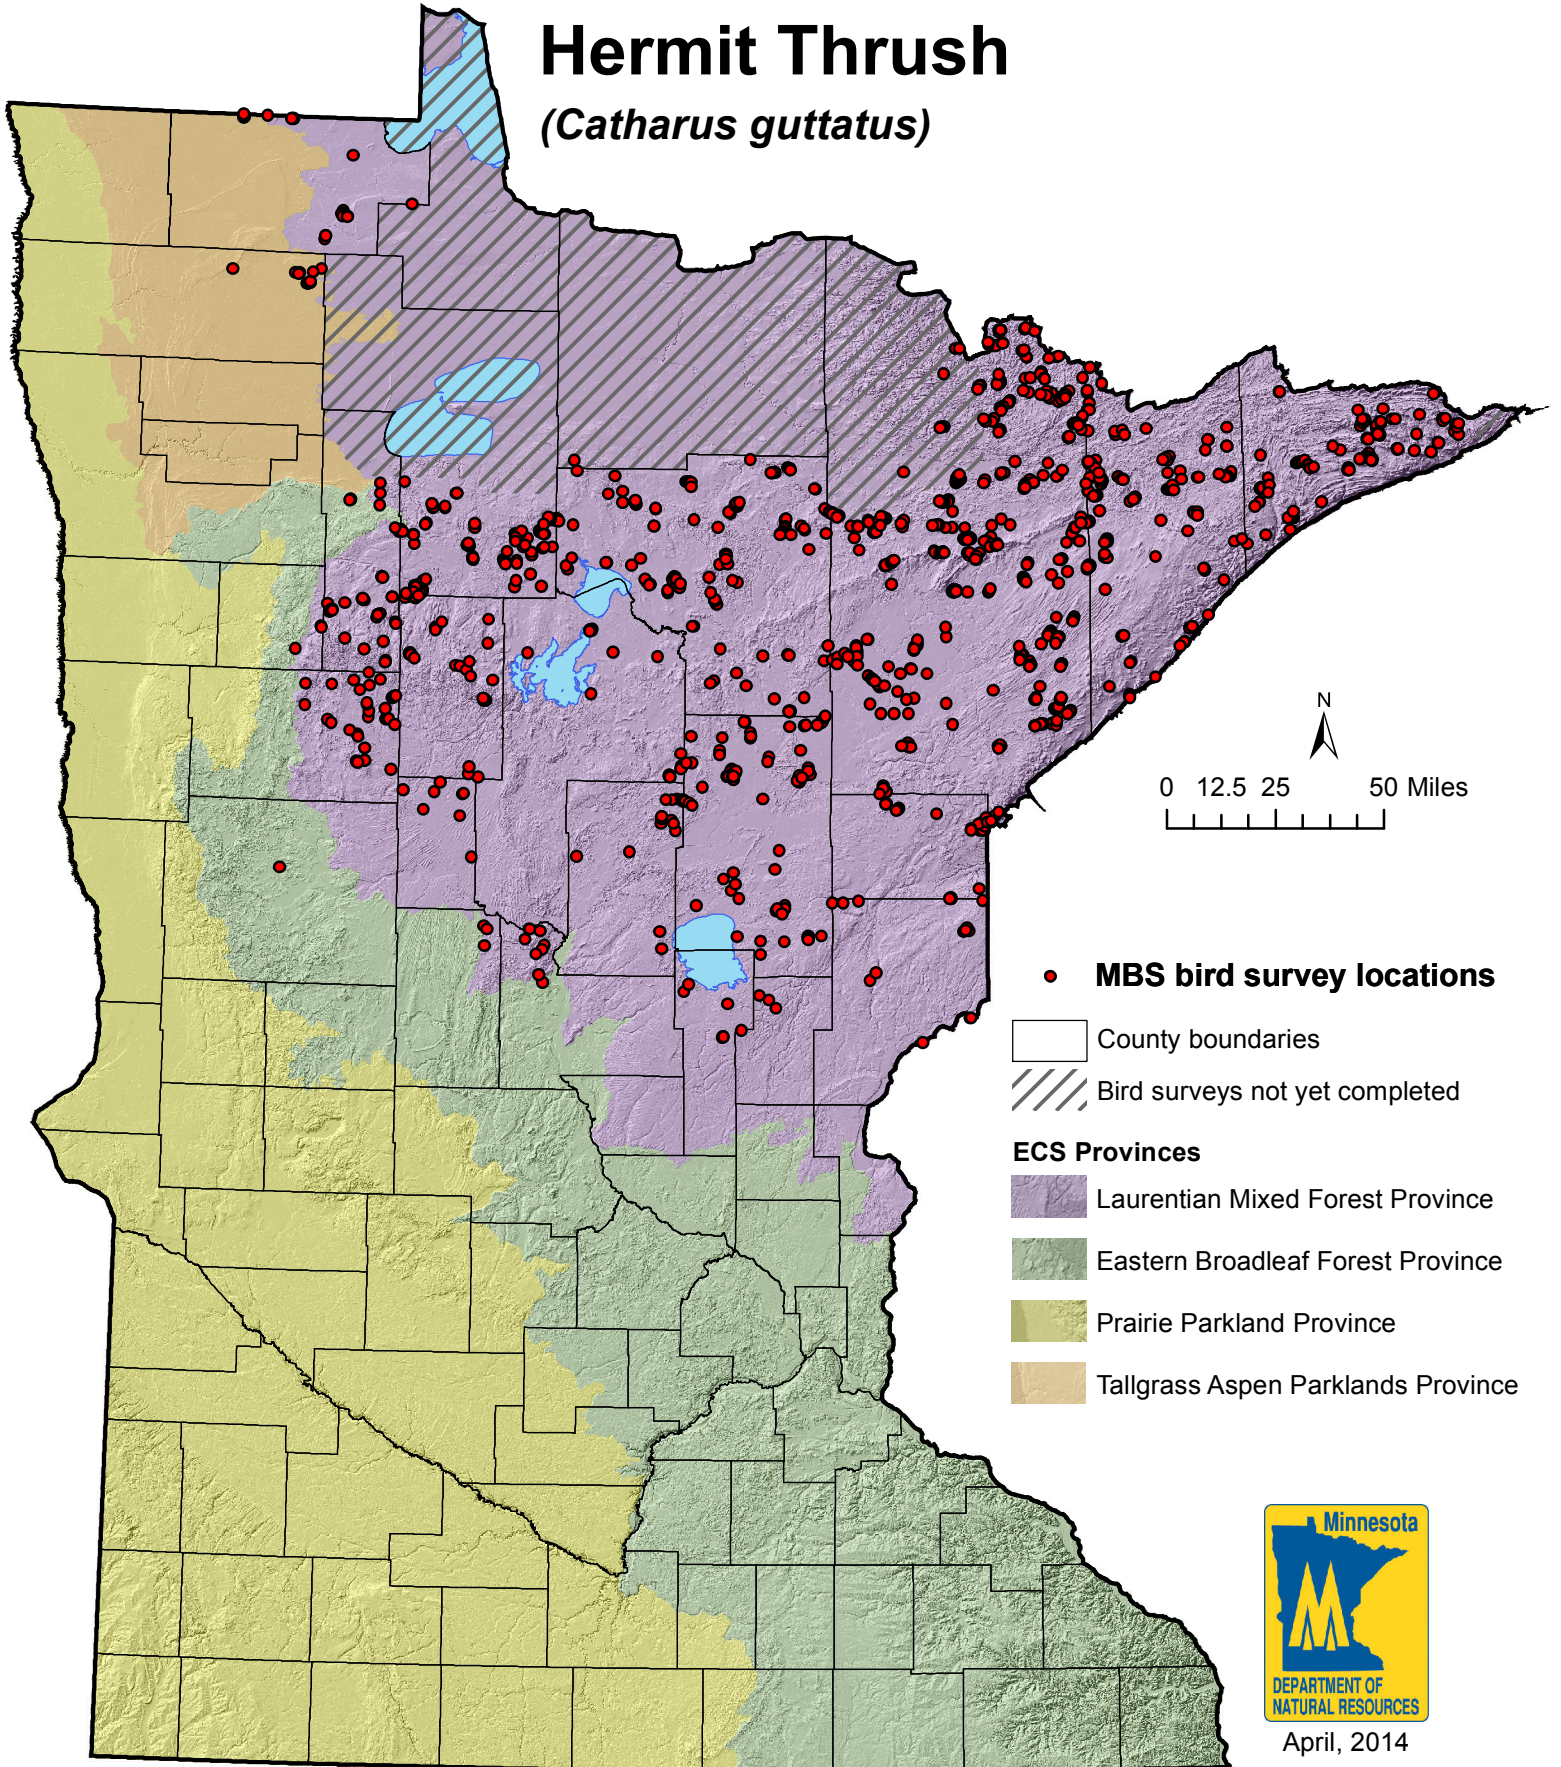 Hermit Thrush
(Catharus guttatus)
N
0 12.5 25 50 Miles
MBS bird survey locations
County boundaries
Bird surveys not yet completed
ECS Provinces
Laurentian Mixed Forest Province
Eastern Broadleaf Forest Province
Prairie Parkland Province
Tallgrass Aspen Parklands Province
Minnesota
DEPARTMENT OF
NATURAL RESOURCES
April, 2014